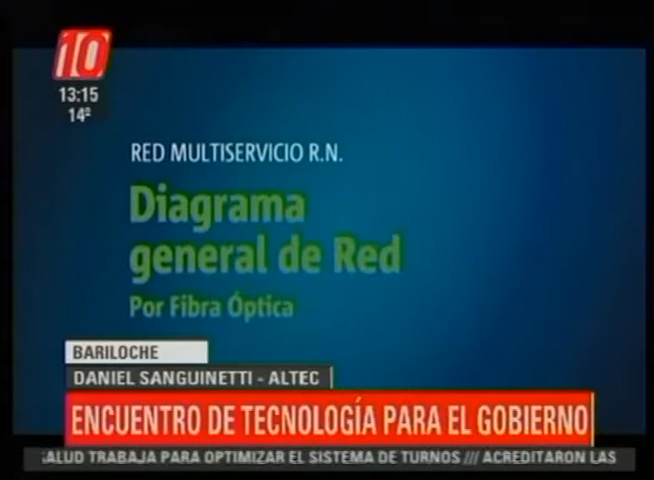 10
13:15
14º
RED MULTISERVICIO R.N.
Diagrama
general de Red
Por Fibra Óptica
BARILOCHE
DANIEL SANGUINETTI - ALTEC
ENCUENTRO DE TECNOLOGÍA PARA EL GOBIERNO
ALUD TRABAJA PARA OPTIMIZAR EL SISTEMA DE TURNOS /// ACREDITARON LAS